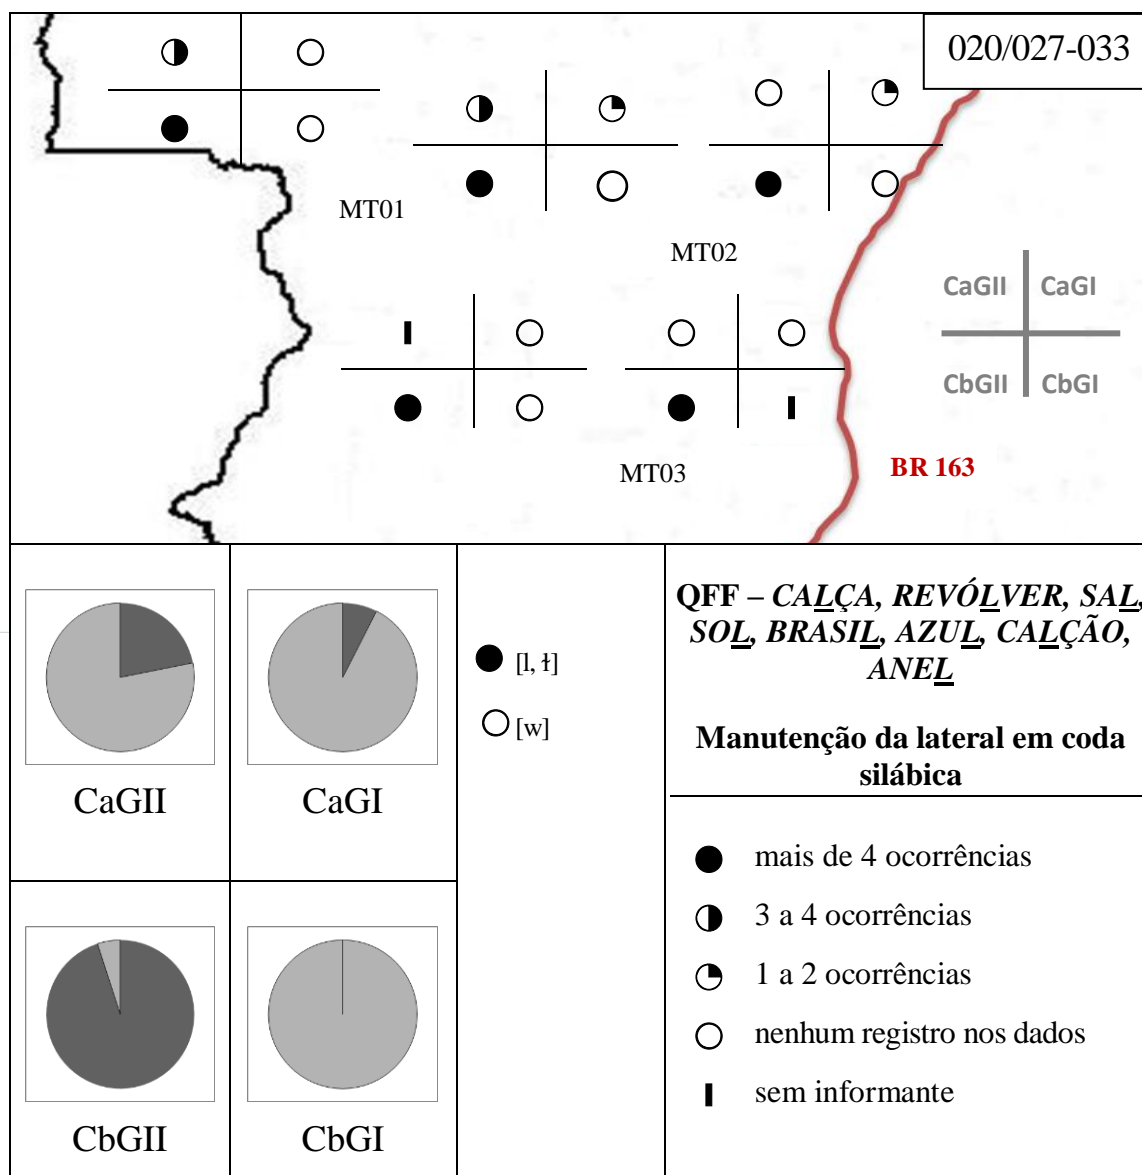 020/027-033
MT01
MT02
CaGII CaGI
CbGII CbGI
MT03
BR 163
CaGII
CaGI
CbGII
CbGI
[l, ɫ]
[w]
QFF – CALÇA, REVÓLVER, SAL,
SOL, BRASIL, AZUL, CALÇÃO,
ANEL
Manutenção da lateral em coda
silábica
mais de 4 ocorrências
3 a 4 ocorrências
1 a 2 ocorrências
nenhum registro nos dados
sem informante